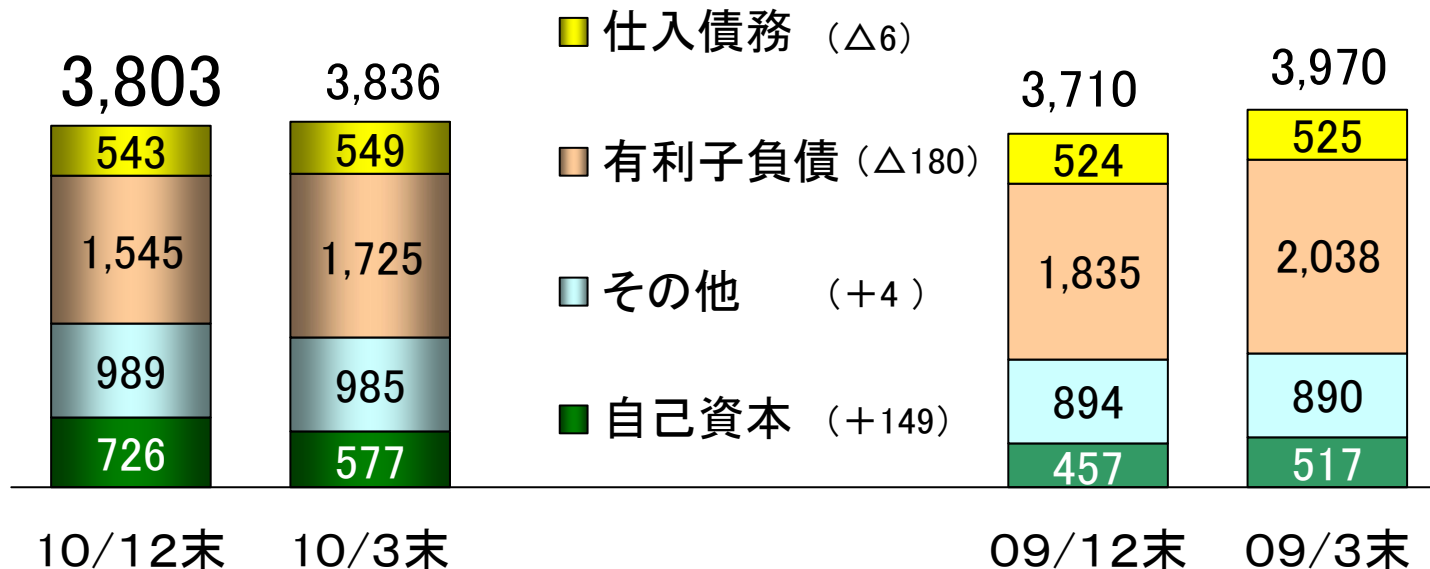 3,803
543
1,545
989
726
10/12末
3,836
549
1,725
985
577
10/3末
仕入債務 (△6)
有利子負債 (△180)
その他 (＋4 )
自己資本 (＋149)
3,710
524
1,835
894
457
09/12末
3,970
525
2,038
890
517
09/3末